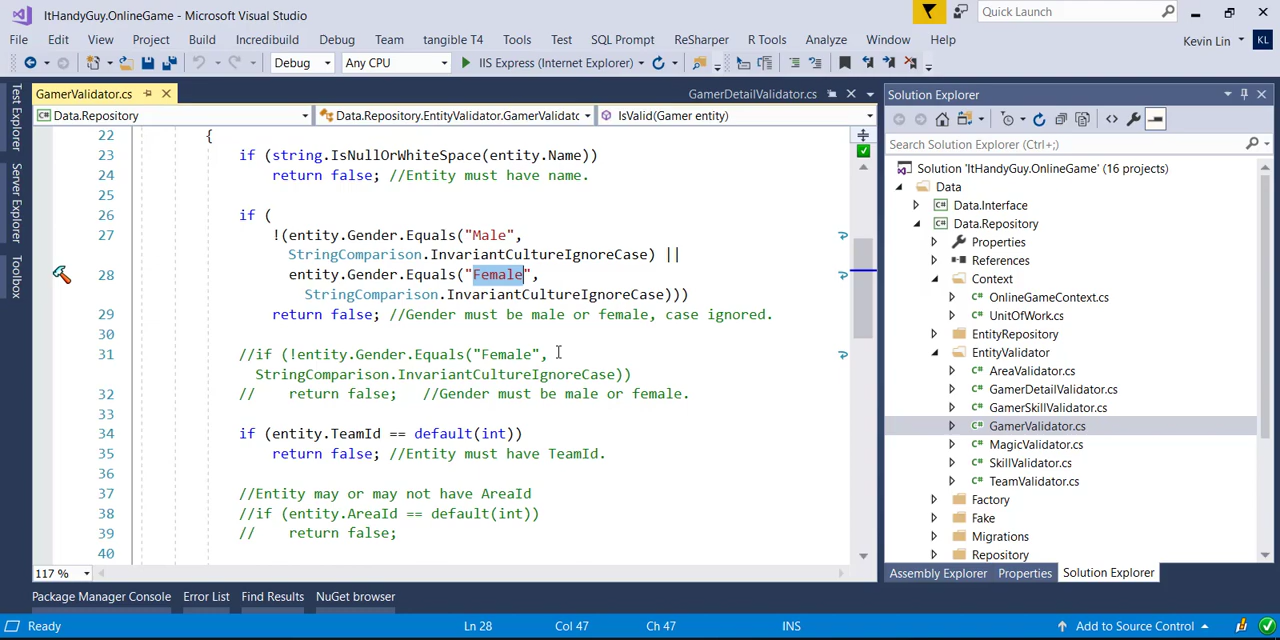 ItHandyGuy.OnlineGame - Microsoft Visual Studio
Quick Launch
File Edit View Project Build Incredibuild Debug Team tangible T4 Tools Test SQL Prompt ReSharper R Tools Analyze Window Help
Kevin Lin KL
Debug Any CPU IIS Express (Internet Explorer)
GamerValidator.cs GamerDetailValidator.cs
Data.Repository Data.Repository.EntityValidator.GamerValidatc IsValid(Gamer entity)
Test Explorer
Server Explorer
Toolbox
22 {
23 if (string.IsNullOrWhiteSpace(entity.Name))
24 return false; //Entity must have name.
25
26 if (
27 !(entity.Gender.Equals("Male",
StringComparison.InvariantCultureIgnoreCase) ||
28 entity.Gender.Equals("Female",
StringComparison.InvariantCultureIgnoreCase)))
29 return false; //Gender must be male or female, case ignored.
30
31 //if (!entity.Gender.Equals("Female",
StringComparison.InvariantCultureIgnoreCase))
32 // return false; //Gender must be male or female.
33
34 if (entity.TeamId == default(int))
35 return false; //Entity must have TeamId.
36
37 //Entity may or may not have AreaId
38 //if (entity.AreaId == default(int))
39 // return false;
40
117 %
Solution Explorer
Search Solution Explorer (Ctrl+;)
Solution 'ItHandyGuy.OnlineGame' (16 projects)
Data
C# Data.Interface
C# Data.Repository
Properties
References
Context
C# OnlineGameContext.cs
C# UnitOfWork.cs
EntityRepository
EntityValidator
C# AreaValidator.cs
C# GamerDetailValidator.cs
C# GamerSkillValidator.cs
C# GamerValidator.cs
C# MagicValidator.cs
C# SkillValidator.cs
C# TeamValidator.cs
Factory
Fake
Migrations
Repository
Assembly Explorer Properties Solution Explorer
Package Manager Console Error List Find Results NuGet browser
Ready Ln 28 Col 47 Ch 47 INS Add to Source Control